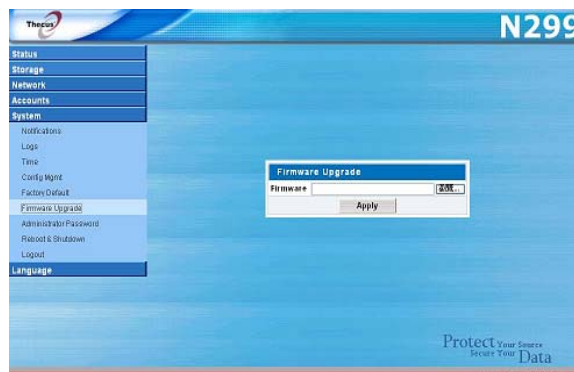 Thecus
N299
Status
Storage
Network
Accounts
System
Notifications
Logs
Time
Config Mgmt
Factory Default
Firmware Upgrade
Administrator Password
Reboot & Shutdown
Logout
Language
Firmware Upgrade
Firmware
Apply
Protect Your Source
Secure Your Data